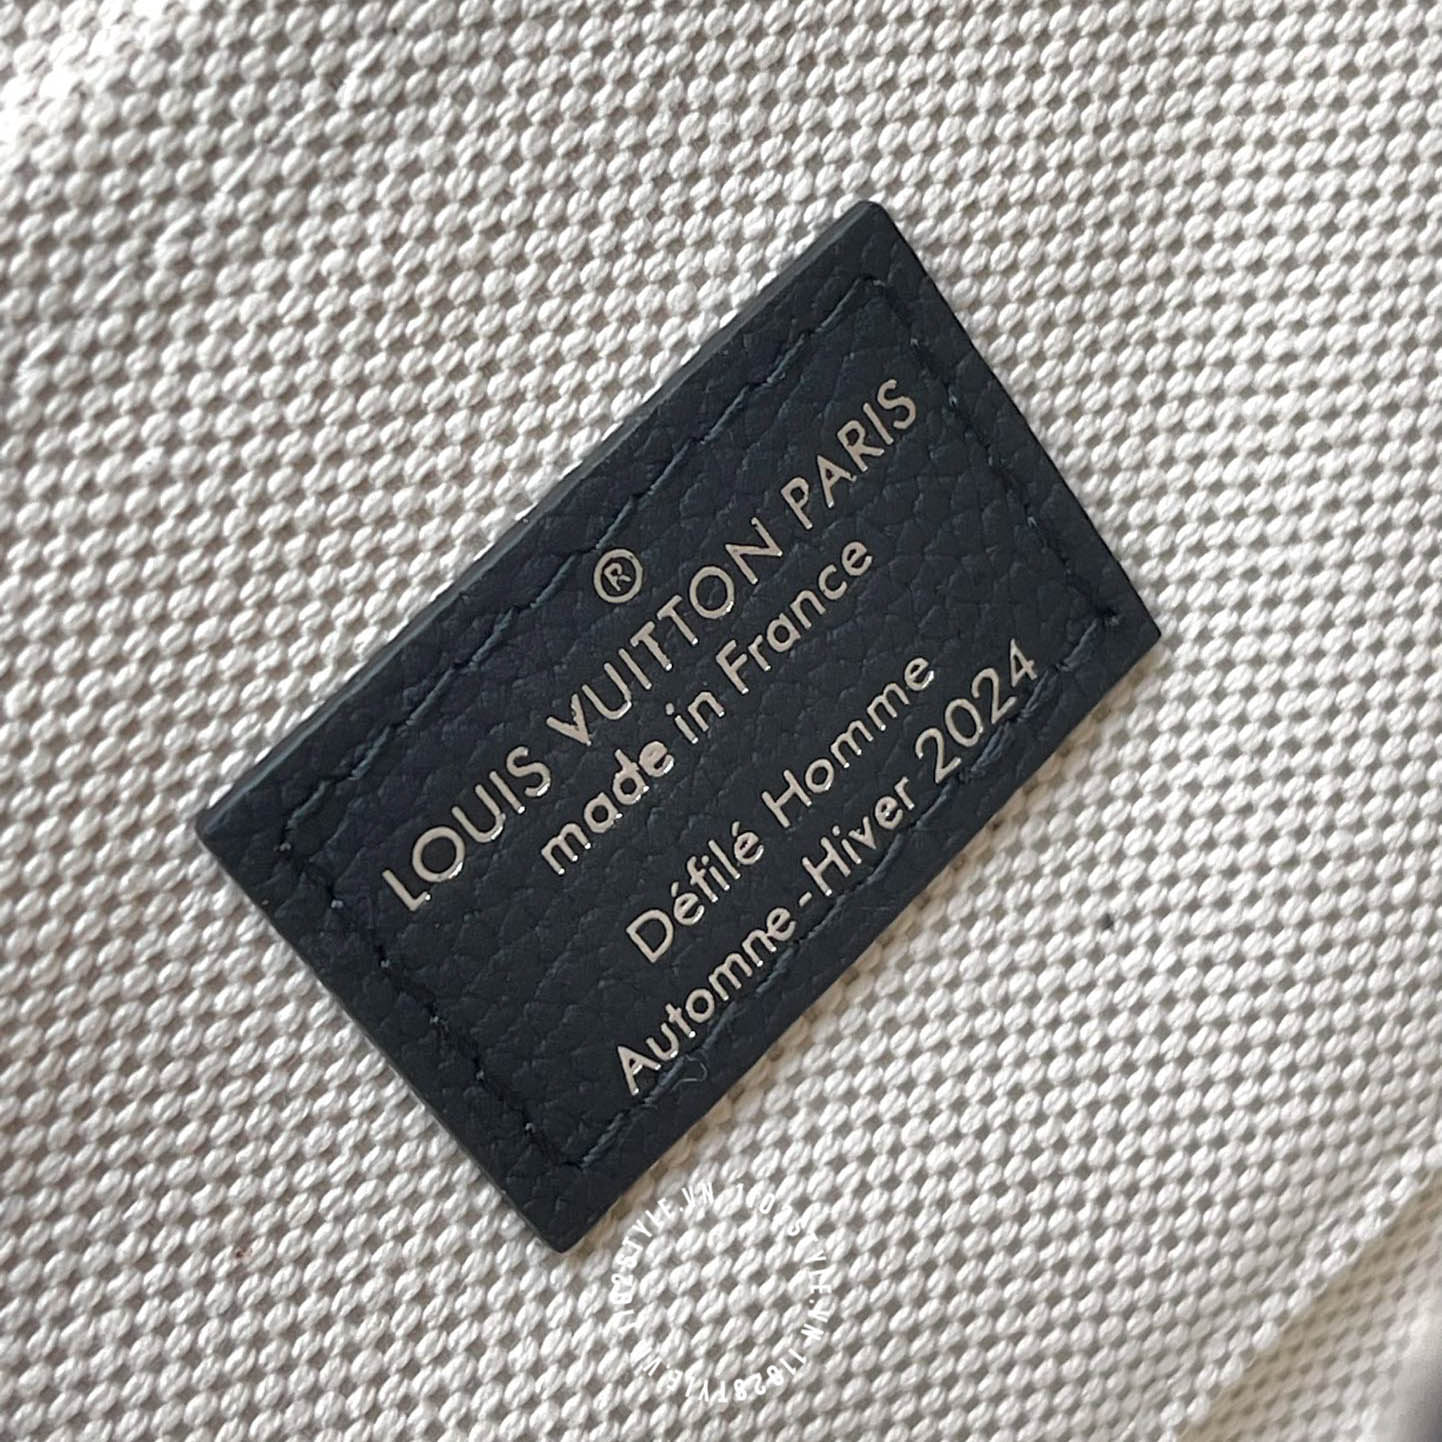 ®
LOUIS VUITTON PARIS
made in France
Défilé Homme
Automne-Hiver 2024